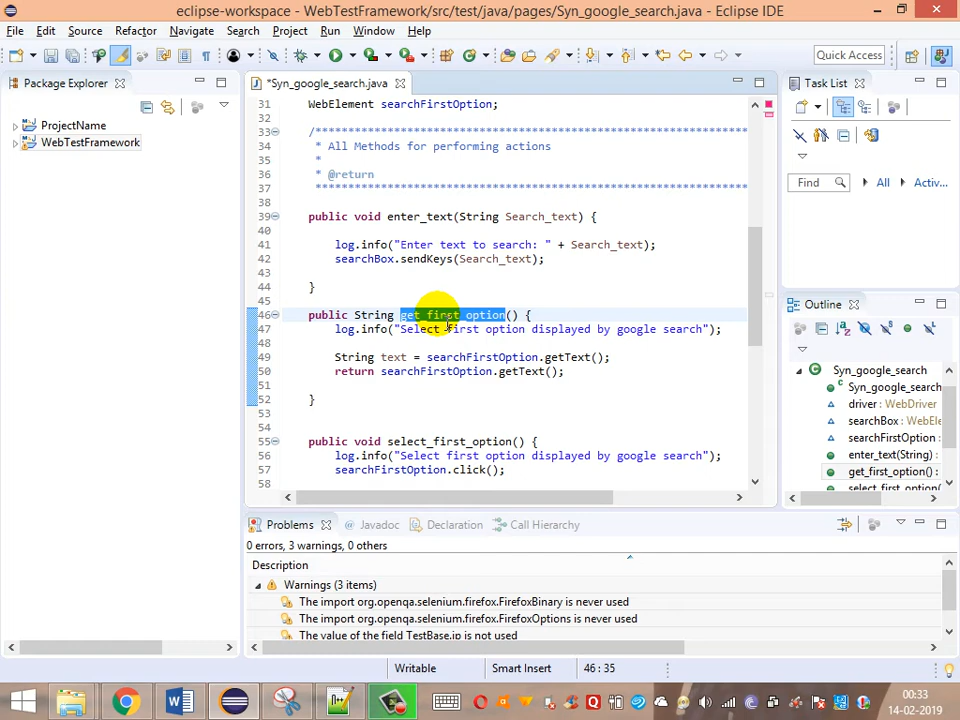 eclipse-workspace - WebTestFramework/src/test/java/pages/Syn_google_search.java - Eclipse IDE
File Edit Source Refactor Navigate Search Project Run Window Help
Quick Access
Package Explorer
ProjectName
WebTestFramework
*Syn_google_search.java
31 WebElement searchFirstOption;
32
33 /*************************************************************
34 * All Methods for performing actions
35 *
36 * @return
37 *************************************************************
38
39 public void enter_text(String Search_text) {
40
41 log.info("Enter text to search: " + Search_text);
42 searchBox.sendKeys(Search_text);
43
44 }
45
46 public String get_first_option() {
47 log.info("Select first option displayed by google search");
48
49 String text = searchFirstOption.getText();
50 return searchFirstOption.getText();
51
52 }
53
54
55 public void select_first_option() {
56 log.info("Select first option displayed by google search");
57 searchFirstOption.click();
58
Task List
Find All Activ...
Outline
Syn_google_search
Syn_google_search
driver : WebDriver
searchBox : WebEle
searchFirstOption
enter_text(String)
get_first_option() :
select_first_option(
Problems Javadoc Declaration Call Hierarchy
0 errors, 3 warnings, 0 others
Description
Warnings (3 items)
The import org.openqa.selenium.firefox.FirefoxBinary is never used
The import org.openqa.selenium.firefox.FirefoxOptions is never used
The value of the field TestBase.ip is not used
Writable Smart Insert 46 : 35
00:33
14-02-2019